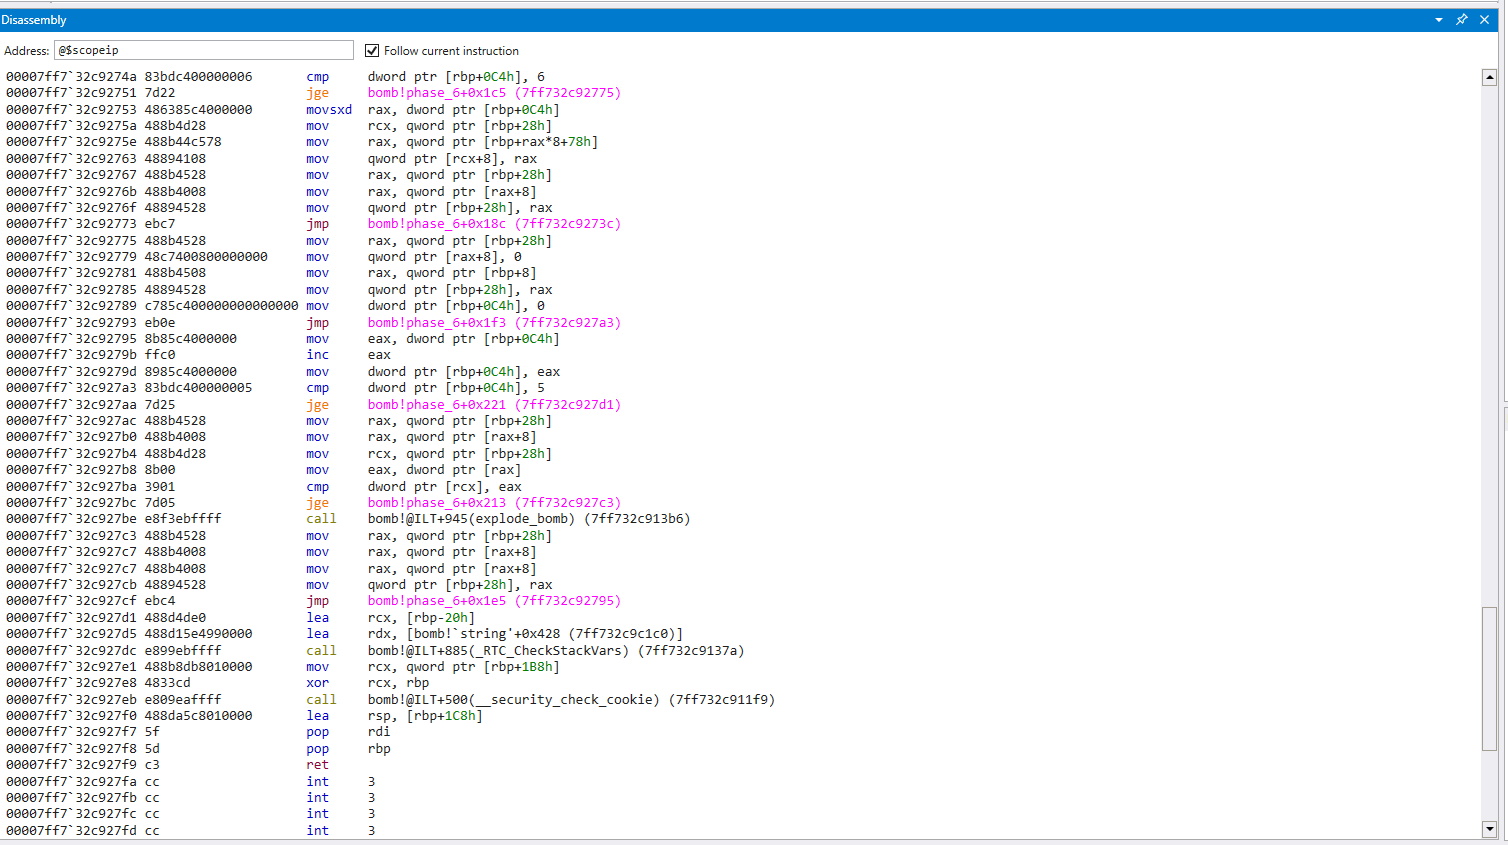 Disassembly
Address: @$scopeip Follow current instruction
00007ff7`32c9274a 83bdc400000006 cmp dword ptr [rbp+0C4h], 6
00007ff7`32c92751 7d22 jge bomb!phase_6+0x1c5 (7ff732c92775)
00007ff7`32c92753 486385c4000000 movsxd rax, dword ptr [rbp+0C4h]
00007ff7`32c9275a 488b4d28 mov rcx, qword ptr [rbp+28h]
00007ff7`32c9275e 488b44c578 mov rax, qword ptr [rbp+rax*8+78h]
00007ff7`32c92763 48894108 mov qword ptr [rcx+8], rax
00007ff7`32c92767 488b4528 mov rax, qword ptr [rbp+28h]
00007ff7`32c9276b 488b4008 mov rax, qword ptr [rax+8]
00007ff7`32c9276f 48894528 mov qword ptr [rbp+28h], rax
00007ff7`32c92773 ebc7 jmp bomb!phase_6+0x18c (7ff732c9273c)
00007ff7`32c92775 488b4528 mov rax, qword ptr [rbp+28h]
00007ff7`32c92779 48c7400800000000 mov qword ptr [rax+8], 0
00007ff7`32c92781 488b4508 mov rax, qword ptr [rbp+8]
00007ff7`32c92785 48894528 mov qword ptr [rbp+28h], rax
00007ff7`32c92789 c785c400000000000000 mov dword ptr [rbp+0C4h], 0
00007ff7`32c92793 eb0e jmp bomb!phase_6+0x1f3 (7ff732c927a3)
00007ff7`32c92795 8b85c4000000 mov eax, dword ptr [rbp+0C4h]
00007ff7`32c9279b ffc0 inc eax
00007ff7`32c9279d 8985c4000000 mov dword ptr [rbp+0C4h], eax
00007ff7`32c927a3 83bdc400000005 cmp dword ptr [rbp+0C4h], 5
00007ff7`32c927aa 7d25 jge bomb!phase_6+0x221 (7ff732c927d1)
00007ff7`32c927ac 488b4528 mov rax, qword ptr [rbp+28h]
00007ff7`32c927b0 488b4008 mov rax, qword ptr [rax+8]
00007ff7`32c927b4 488b4d28 mov rcx, qword ptr [rbp+28h]
00007ff7`32c927b8 8b00 mov eax, dword ptr [rax]
00007ff7`32c927ba 3901 cmp dword ptr [rcx], eax
00007ff7`32c927bc 7d05 jge bomb!phase_6+0x213 (7ff732c927c3)
00007ff7`32c927be e8f3ebffff call bomb!@ILT+945(explode_bomb) (7ff732c913b6)
00007ff7`32c927c3 488b4528 mov rax, qword ptr [rbp+28h]
00007ff7`32c927c7 488b4008 mov rax, qword ptr [rax+8]
00007ff7`32c927c7 488b4008 mov rax, qword ptr [rax+8]
00007ff7`32c927cb 48894528 mov qword ptr [rbp+28h], rax
00007ff7`32c927cf ebc4 jmp bomb!phase_6+0x1e5 (7ff732c92795)
00007ff7`32c927d1 488d4de0 lea rcx, [rbp-20h]
00007ff7`32c927d5 488d15e4990000 lea rdx, [bomb!`string'+0x428 (7ff732c9c1c0)]
00007ff7`32c927dc e899ebffff call bomb!@ILT+885(_RTC_CheckStackVars) (7ff732c9137a)
00007ff7`32c927e1 488b8db8010000 mov rcx, qword ptr [rbp+1B8h]
00007ff7`32c927e8 4833cd xor rcx, rbp
00007ff7`32c927eb e809eaffff call bomb!@ILT+500(__security_check_cookie) (7ff732c911f9)
00007ff7`32c927f0 488da5c8010000 lea rsp, [rbp+1C8h]
00007ff7`32c927f7 5f pop rdi
00007ff7`32c927f8 5d pop rbp
00007ff7`32c927f9 c3 ret
00007ff7`32c927fa cc int 3
00007ff7`32c927fb cc int 3
00007ff7`32c927fc cc int 3
00007ff7`32c927fd cc int 3